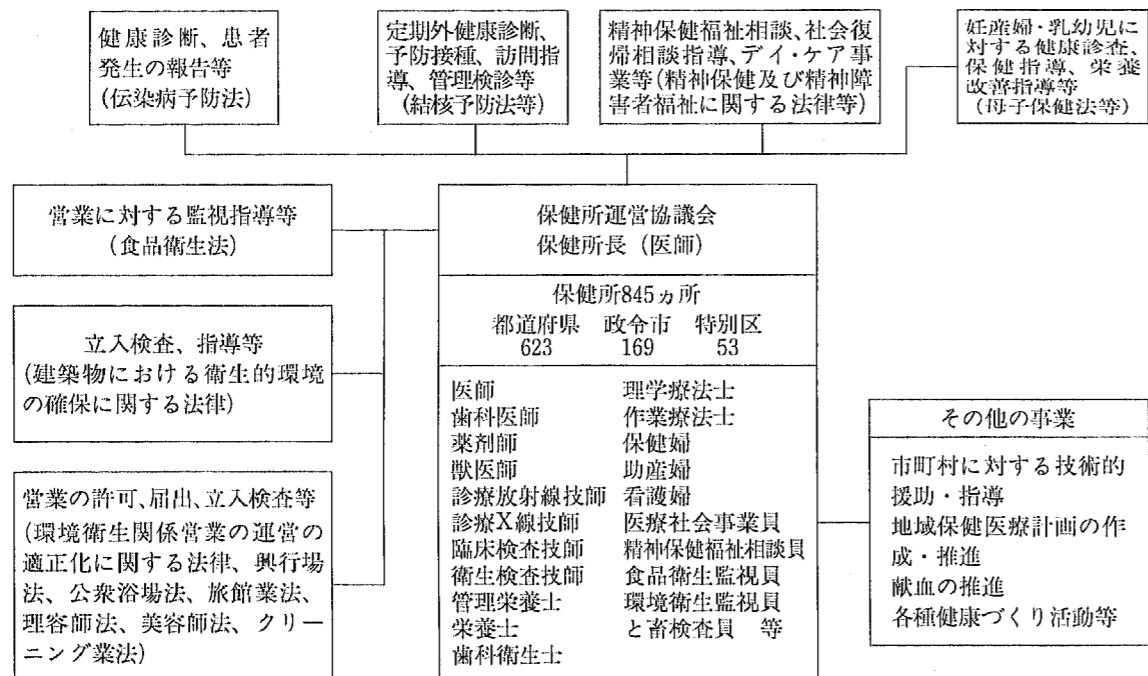 健康診断、患者
発生の報告等
(伝染病予防法)
定期外健康診断、
予防接種、訪問指
導、管理検診等
(結核予防法等)
精神保健福祉相談、社会復
帰相談指導、デイ・ケア事
業等(精神保健及び精神障
害者福祉に関する法律等)
妊産婦・乳幼児に
対する健康診査、
保健指導、栄養
改善指導等
(母子保健法等)
営業に対する監視指導等
(食品衛生法)
立入検査、指導等
(建築物における衛生的環境
の確保に関する法律)
営業の許可、届出、立入検査等
(環境衛生関係営業の運営の
適正化に関する法律、興行場
法、公衆浴場法、旅館業法、
理容師法、美容師法、クリー
ニング業法)
保健所運営協議会
保健所長(医師)
保健所845ヵ所
都道府県 政令市 特別区
623 169 53
医師 理学療法士
歯科医師 作業療法士
薬剤師 保健婦
獣医師 助産婦
診療放射線技師 看護婦
診療X線技師 医療社会事業員
臨床検査技師 精神保健福祉相談員
衛生検査技師 食品衛生監視員
管理栄養士 環境衛生監視員
栄養士 と畜検査員 等
歯科衛生士
その他の事業
市町村に対する技術的
援助・指導
地域保健医療計画の作
成・推進
献血の推進
各種健康づくり活動等